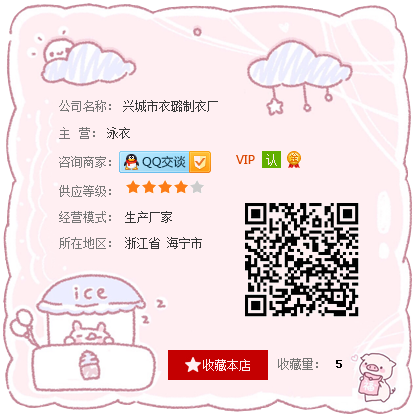 公司名称: 兴城市衣璐制衣厂
主 营: 泳衣
咨询商家: QQ交谈 VIP 认
供应等级:
经营模式: 生产厂家
所在地区: 浙江省 海宁市
ice
z
z
收藏本店 收藏量: 5